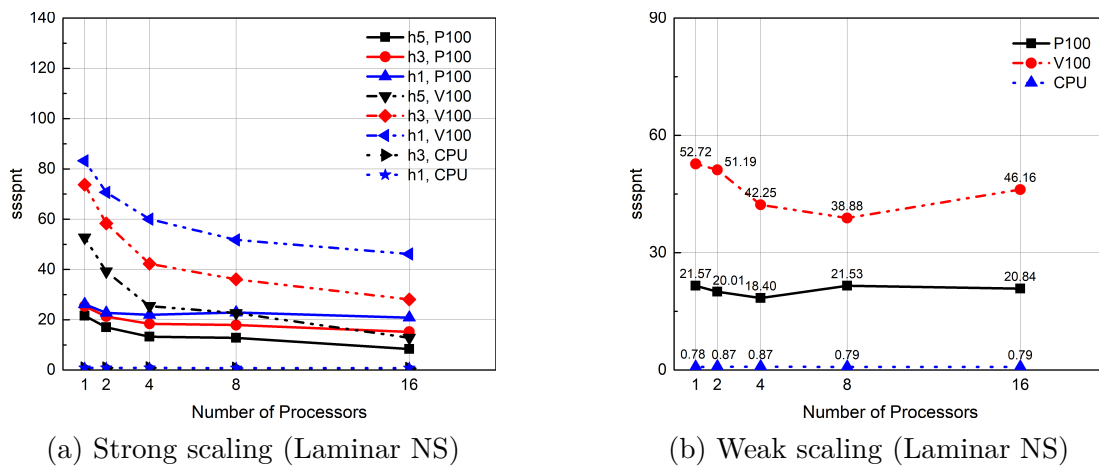 140
120
100
80
60
40
20
0
ssspnt
1 2 4 8 16
Number of Processors
h5, P100
h3, P100
h1, P100
h5, V100
h3, V100
h1, V100
h3, CPU
h1, CPU
(a) Strong scaling (Laminar NS)
90
60
30
0
ssspnt
1 2 4 8 16
Number of Processors
P100
V100
CPU
52.72 51.19 42.25 38.88 46.16
21.57 20.01 18.40 21.53 20.84
0.78 0.87 0.87 0.79 0.79
(b) Weak scaling (Laminar NS)